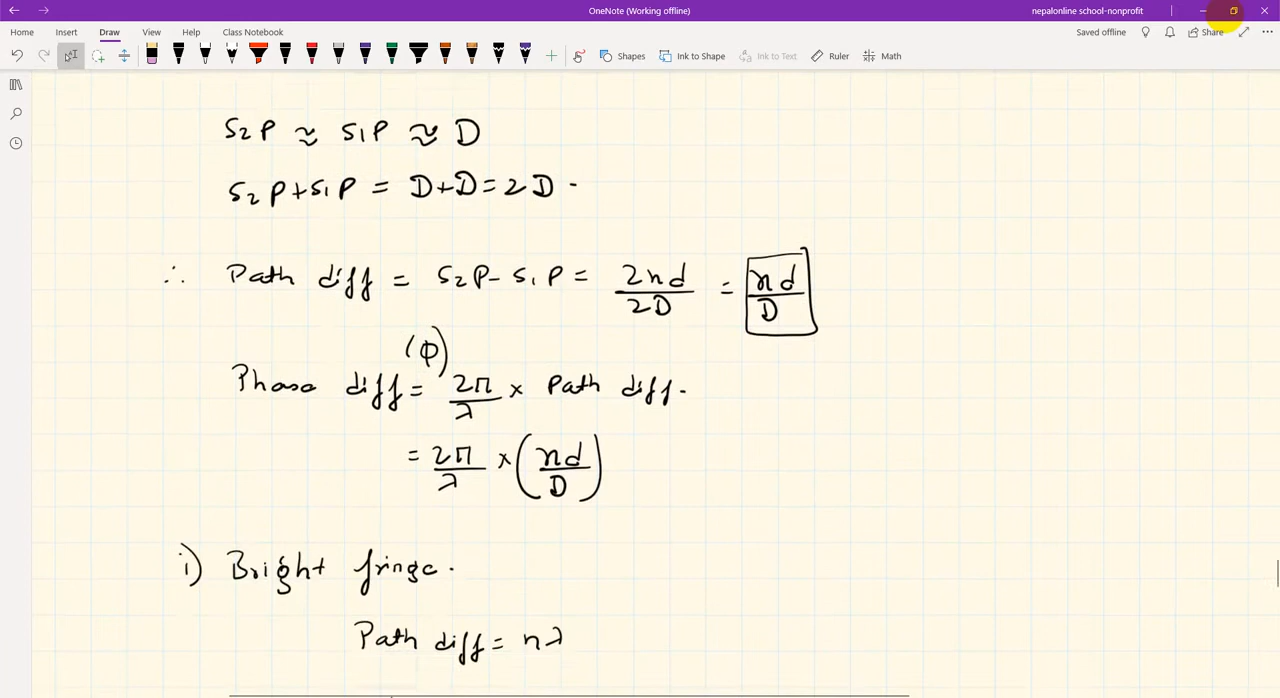 OneNote (Working offline)
nepalonline school-nonprofit
Home Insert Draw View Help Class Notebook
Saved offline Share
Shapes Ink to Shape Ink to Text Ruler Math
S2P ≈ S1P ≈ D
S2P+S1P = D+D = 2D
∴ Path diff = S2P - S1P = 2xd/2D = xd/D
(φ)
Phase diff = 2π/λ × Path diff.
= 2π/λ × (xd/D)
i) Bright fringe.
Path diff = nλ